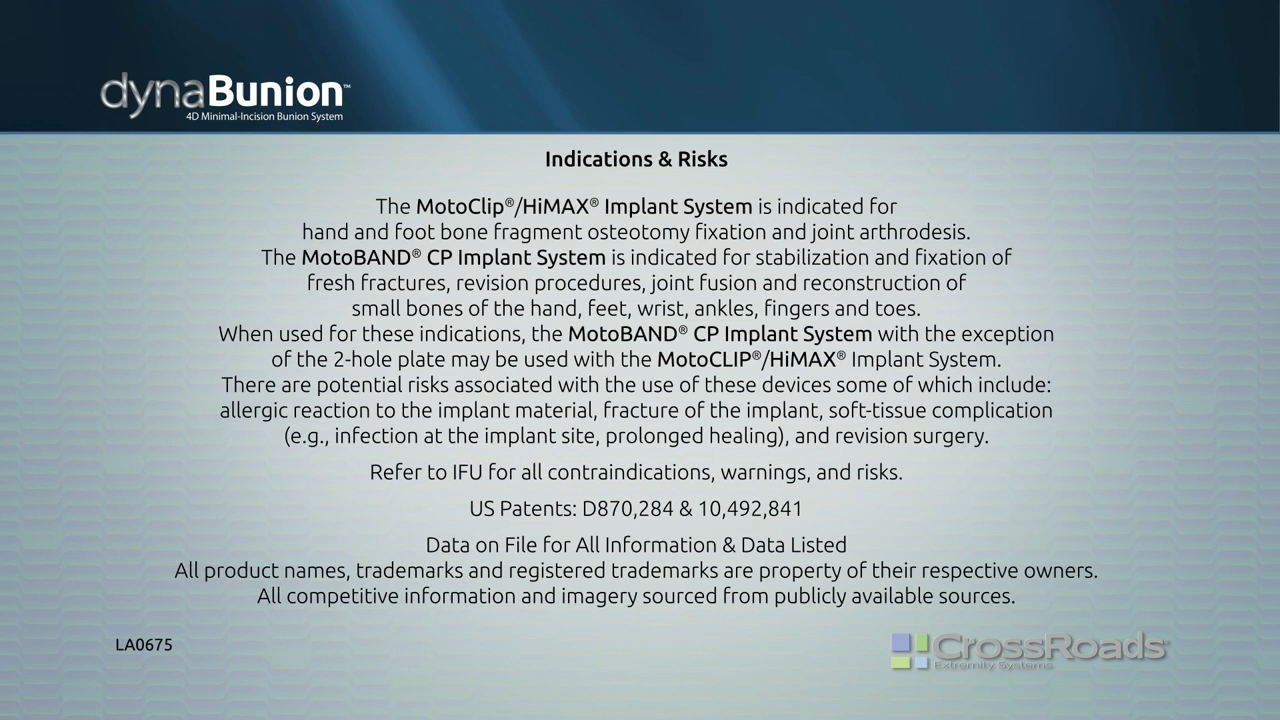 dynaBunion™
4D Minimal-Incision Bunion System
Indications & Risks
The MotoClip®/HiMAX® Implant System is indicated for
hand and foot bone fragment osteotomy fixation and joint arthrodesis.
The MotoBAND® CP Implant System is indicated for stabilization and fixation of
fresh fractures, revision procedures, joint fusion and reconstruction of
small bones of the hand, feet, wrist, ankles, fingers and toes.
When used for these indications, the MotoBAND® CP Implant System with the exception
of the 2-hole plate may be used with the MotoCLIP®/HiMAX® Implant System.
There are potential risks associated with the use of these devices some of which include:
allergic reaction to the implant material, fracture of the implant, soft-tissue complication
(e.g., infection at the implant site, prolonged healing), and revision surgery.
Refer to IFU for all contraindications, warnings, and risks.
US Patents: D870,284 & 10,492,841
Data on File for All Information & Data Listed
All product names, trademarks and registered trademarks are property of their respective owners.
All competitive information and imagery sourced from publicly available sources.
LA0675
CrossRoads
Extremity Systems